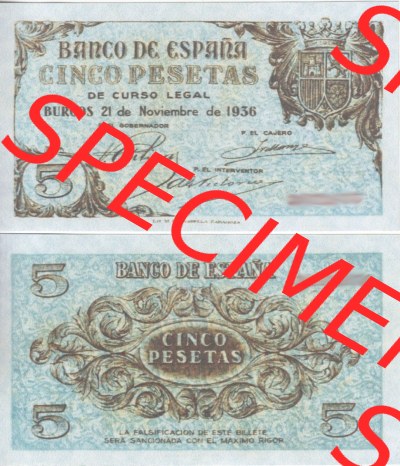 BANCO DE ESPAÑA
CINCO PESETAS
DE CURSO LEGAL
BURGOS 21 de Noviembre de 1936
GOBERNADOR
P. EL CAJERO
P. EL INTERVENTOR
5
SPECIMEN
SP
BANCO DE ESPAÑA
5
CINCO
PESETAS
5
5
LA FALSIFICACION DE ESTE BILLETE
SERÁ SANCIONADA CON EL MAXIMO RIGOR
S